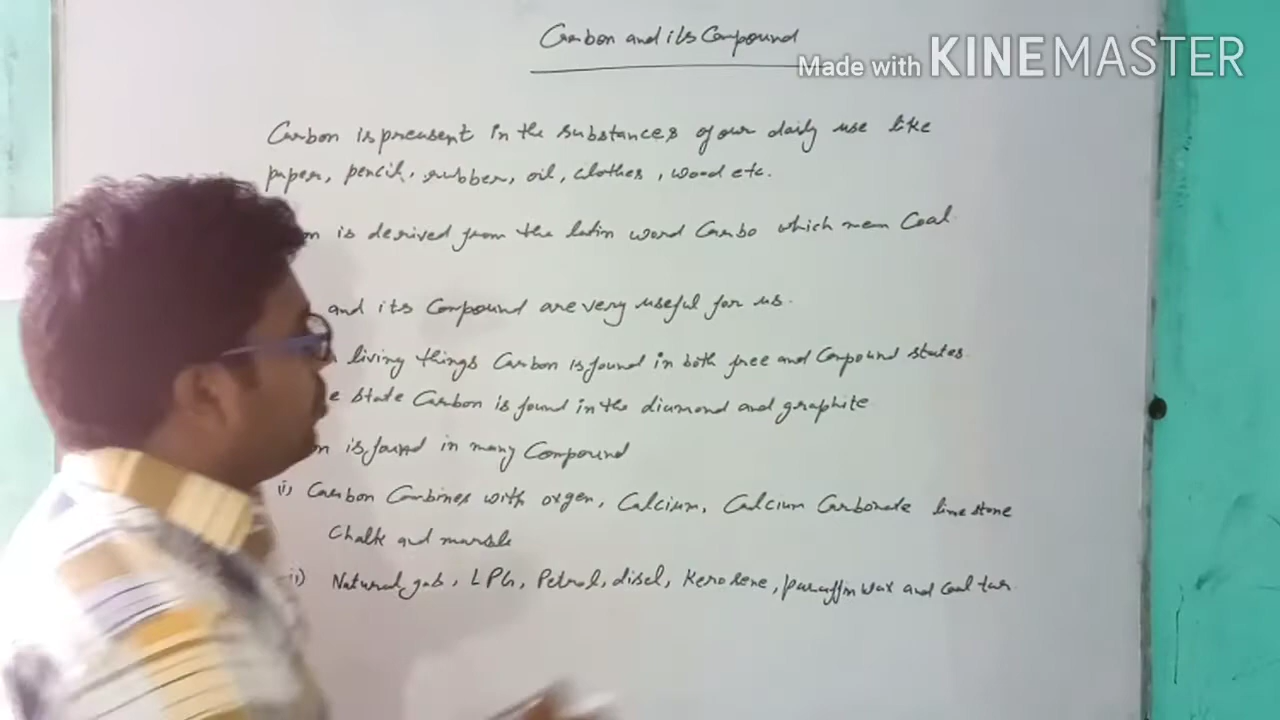 Carbon and its Compound
Made with KINEMASTER
Carbon is preusent in the substances of our daily use like
paper, pencil, rubber, oil, clothes, wood etc.
n is derived from the latin word Carbo which mean Coal
and its Compound are very useful for us.
living things Carbon is found in both free and Compound states.
e state Carbon is found in the diamond and graphite
n is found in many Compound
i) Carbon Combines with oxgen, Calcium, Calcium Carbonate lime stone
Chalk and marble
ii) Natural gas, LPG, Petrol, disel, Kerosene, paraffin wax and Coal tar.